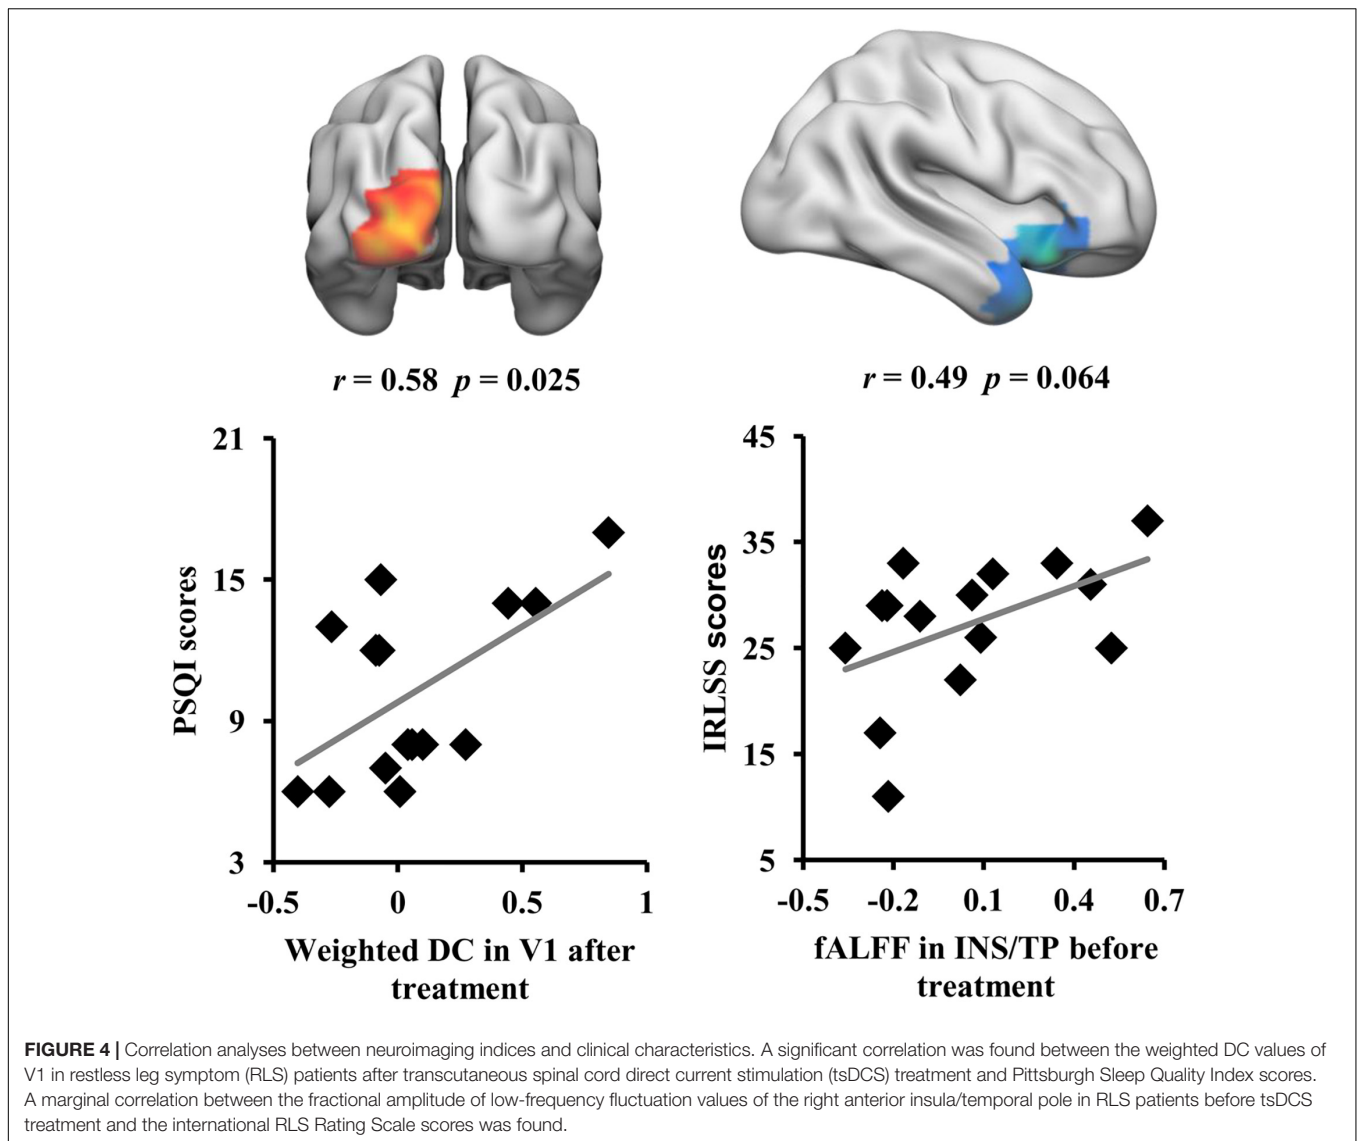 r = 0.58 p = 0.025
r = 0.49 p = 0.064
21
15
9
3
PSQI scores
-0.5 0 0.5 1
Weighted DC in V1 after
treatment
45
35
25
15
5
IRLSS scores
-0.5 -0.2 0.1 0.4 0.7
fALFF in INS/TP before
treatment
FIGURE 4 | Correlation analyses between neuroimaging indices and clinical characteristics. A significant correlation was found between the weighted DC values of
V1 in restless leg symptom (RLS) patients after transcutaneous spinal cord direct current stimulation (tsDCS) treatment and Pittsburgh Sleep Quality Index scores.
A marginal correlation between the fractional amplitude of low-frequency fluctuation values of the right anterior insula/temporal pole in RLS patients before tsDCS
treatment and the international RLS Rating Scale scores was found.